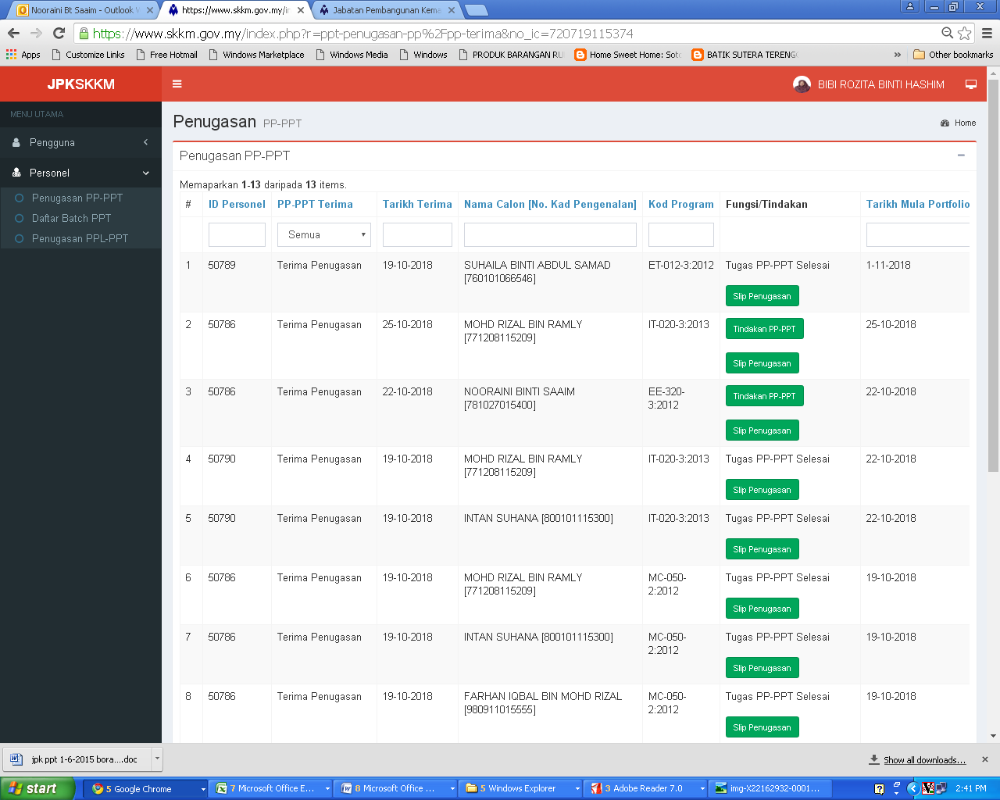 Nooraini Bt Saaim - Outlook
https://www.skkm.gov.my/in
Jabatan Pembangunan Kema
https://www.skkm.gov.my/index.php?r=ppt-penugasan-pp%2Fpp-terima&no_ic=720719115374
Apps Customize Links Free Hotmail Windows Marketplace Windows Media Windows PRODUK BARANGAN RU Home Sweet Home: Soto BATIK SUTERA TERENGG » Other bookmarks
JPKSKKM
BIBI ROZITA BINTI HASHIM
MENU UTAMA
Pengguna
Personel
Penugasan PP-PPT
Daftar Batch PPT
Penugasan PPL-PPT
Penugasan PP-PPT
Home
Penugasan PP-PPT
Memaparkan 1-13 daripada 13 items.
# ID Personel PP-PPT Terima Tarikh Terima Nama Calon [No. Kad Pengenalan] Kod Program Fungsi/Tindakan Tarikh Mula Portfolio
Semua
1 50789 Terima Penugasan 19-10-2018 SUHAILA BINTI ABDUL SAMAD ET-012-3:2012 Tugas PP-PPT Selesai 1-11-2018
[760101066546]
Slip Penugasan
2 50786 Terima Penugasan 25-10-2018 MOHD RIZAL BIN RAMLY IT-020-3:2013 Tindakan PP-PPT 25-10-2018
[771208115209]
Slip Penugasan
3 50786 Terima Penugasan 22-10-2018 NOORAINI BINTI SAAIM EE-320- Tindakan PP-PPT 22-10-2018
[781027015400] 3:2012
Slip Penugasan
4 50790 Terima Penugasan 19-10-2018 MOHD RIZAL BIN RAMLY IT-020-3:2013 Tugas PP-PPT Selesai 22-10-2018
[771208115209]
Slip Penugasan
5 50790 Terima Penugasan 19-10-2018 INTAN SUHANA [800101115300] IT-020-3:2013 Tugas PP-PPT Selesai 22-10-2018
Slip Penugasan
6 50786 Terima Penugasan 19-10-2018 MOHD RIZAL BIN RAMLY MC-050- Tugas PP-PPT Selesai 19-10-2018
[771208115209] 2:2012
Slip Penugasan
7 50786 Terima Penugasan 19-10-2018 INTAN SUHANA [800101115300] MC-050- Tugas PP-PPT Selesai 19-10-2018
2:2012
Slip Penugasan
8 50786 Terima Penugasan 19-10-2018 FARHAN IQBAL BIN MOHD RIZAL MC-050- Tugas PP-PPT Selesai 19-10-2018
[980911015555] 2:2012
Slip Penugasan
jpk ppt 1-6-2015 bora....doc
Show all downloads...
start 5 Google Chrome 7 Microsoft Office E... 8 Microsoft Office ... 5 Windows Explorer 3 Adobe Reader 7.0 img-X22162932-0001... 2:41 PM